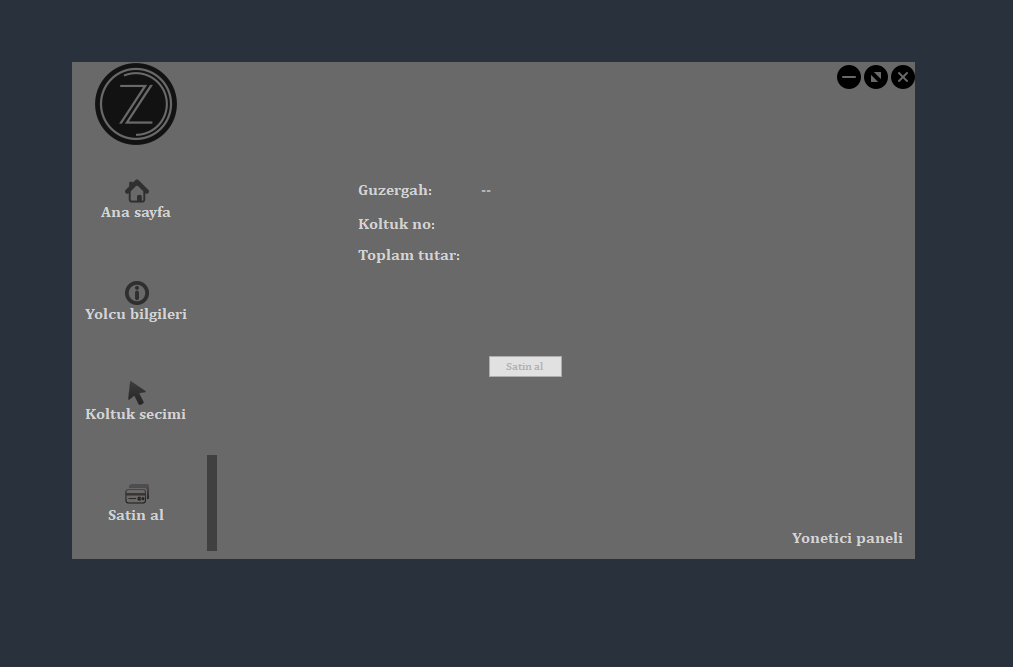 Z
Ana sayfa
Yolcu bilgileri
Koltuk secimi
Satin al
Guzergah: --
Koltuk no:
Toplam tutar:
Satin al
Yonetici paneli